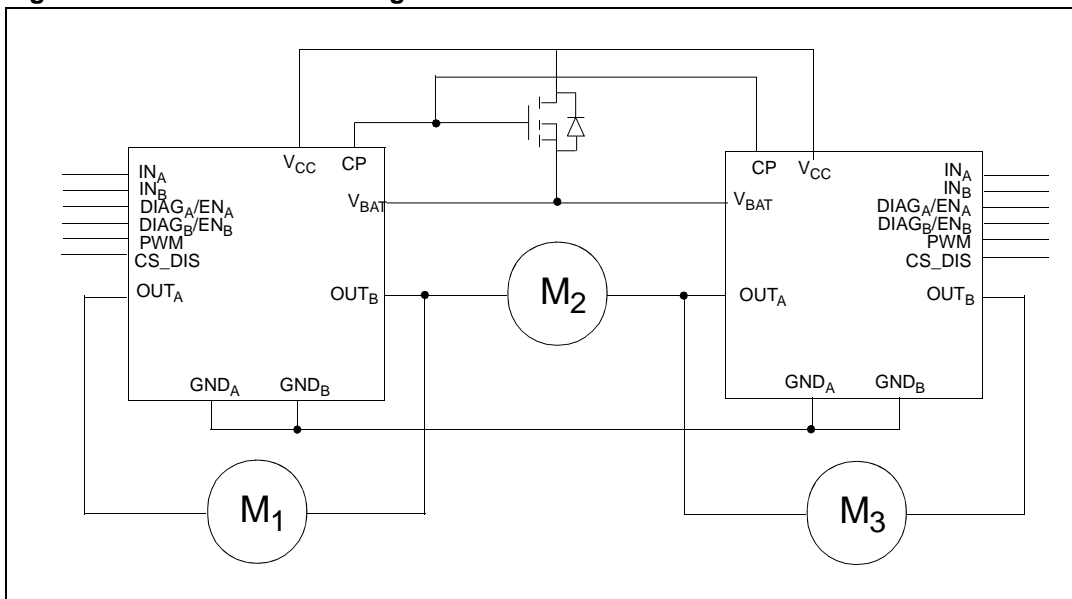 V_CC
CP
IN_A
IN_B
DIAG_A/EN_A
DIAG_B/EN_B
PWM
CS_DIS
OUT_A
V_BAT
OUT_B
GND_A
GND_B
M_1
M_2
CP
V_CC
V_BAT
IN_A
IN_B
DIAG_A/EN_A
DIAG_B/EN_B
PWM
CS_DIS
OUT_A
OUT_B
GND_A
GND_B
M_3